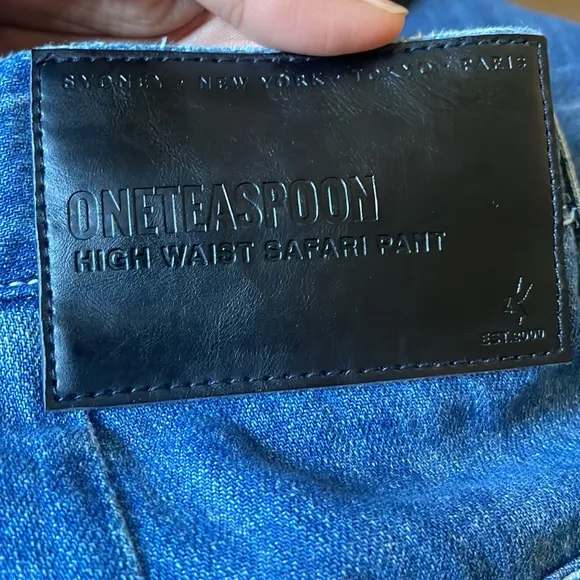 SYDNEY · NEW YORK · TOKYO · PARIS
ONETEASPOON
HIGH WAIST SAFARI PANT
EST.2000